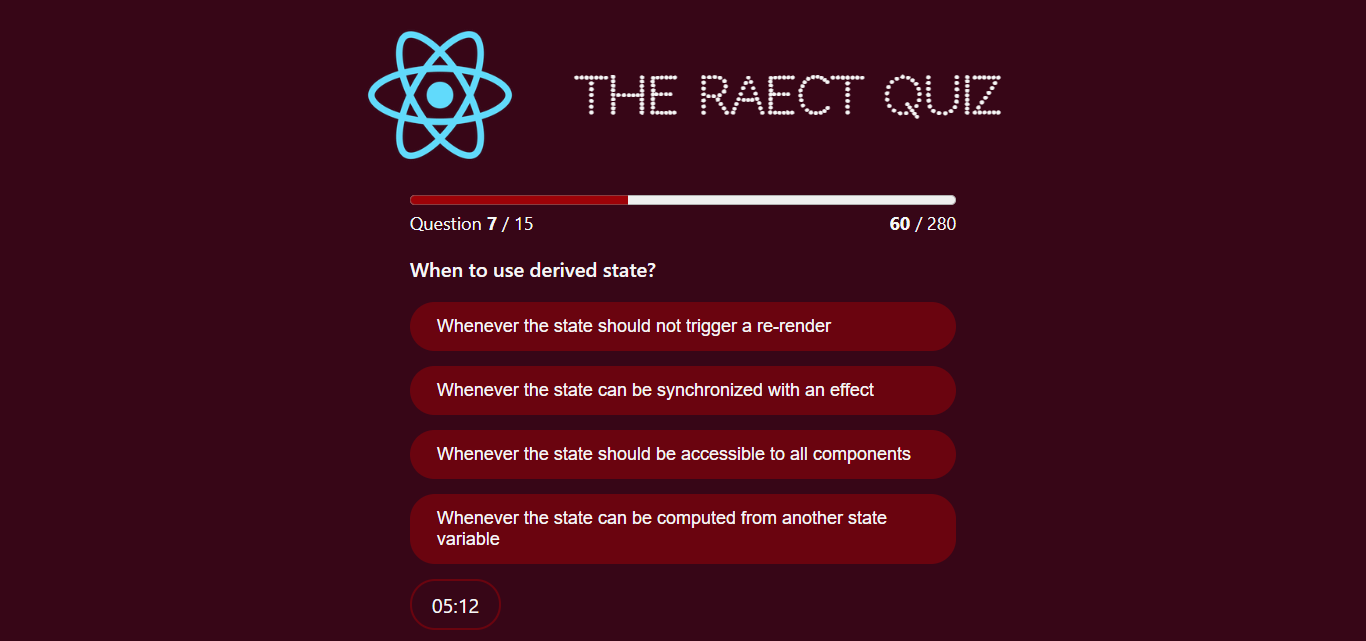 THE RAECT QUIZ
Question 7 / 15
60 / 280
When to use derived state?
Whenever the state should not trigger a re-render
Whenever the state can be synchronized with an effect
Whenever the state should be accessible to all components
Whenever the state can be computed from another state
variable
05:12